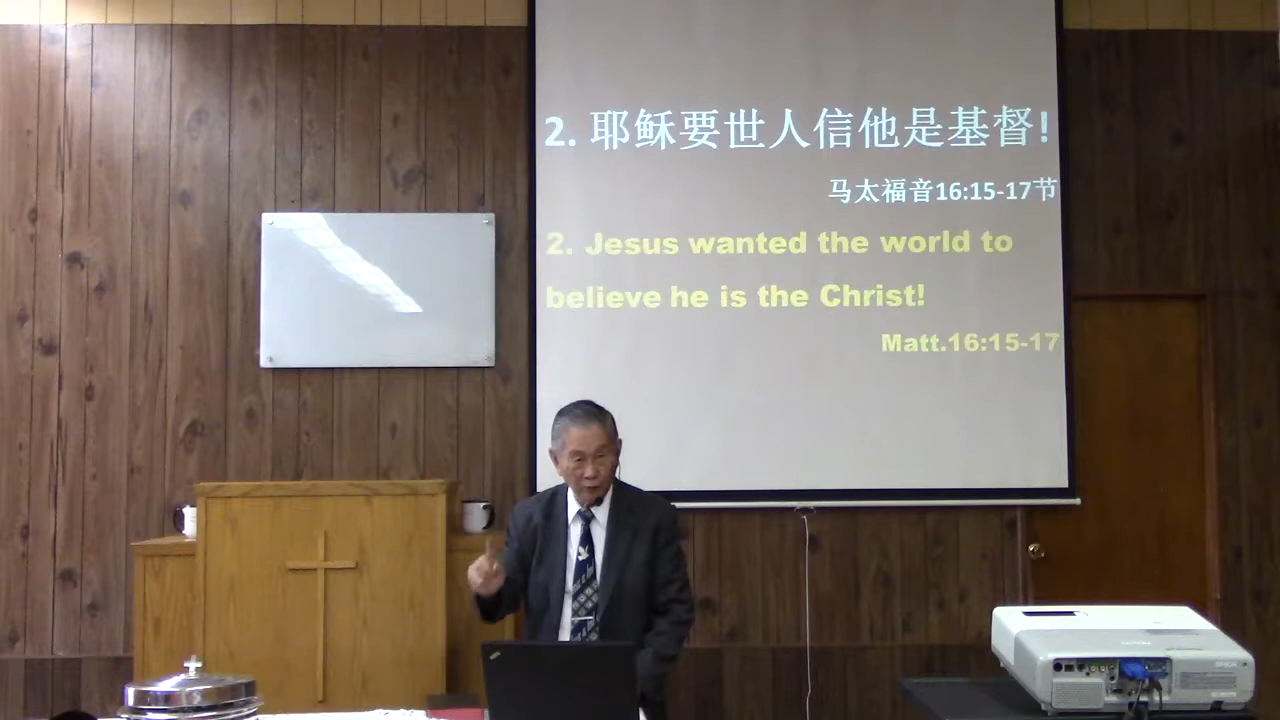 2. 耶稣要世人信他是基督!
马太福音16:15-17节
2. Jesus wanted the world to
believe he is the Christ!
Matt.16:15-17
EPSON